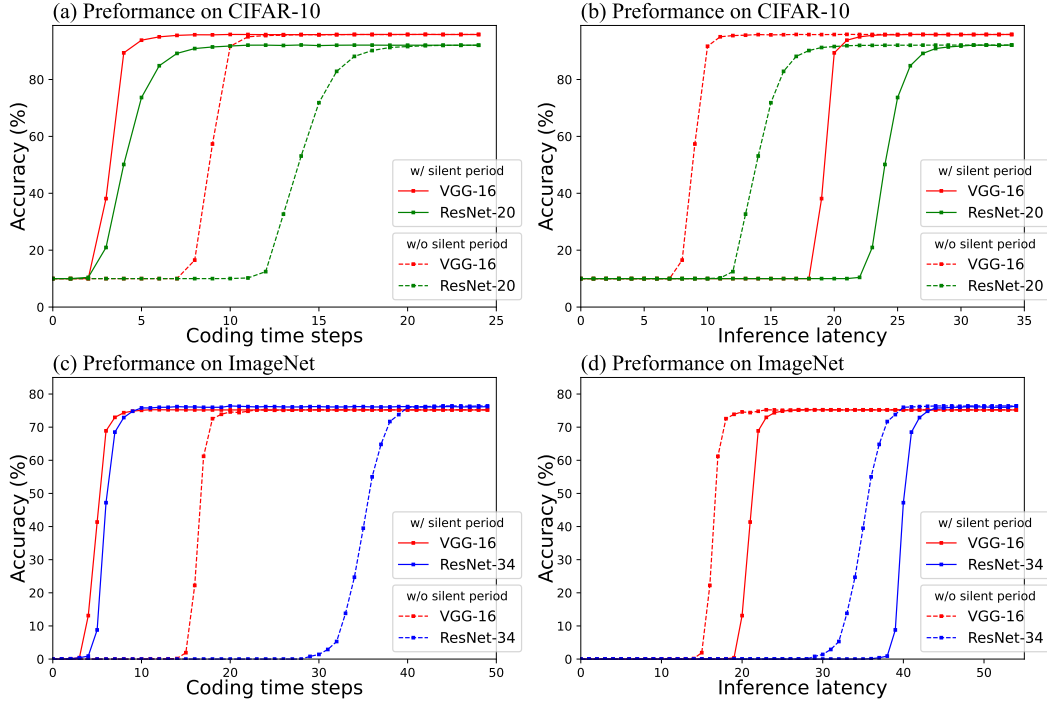 (a) Preformance on CIFAR-10
Accuracy (%)
80
60
40
20
0
0 5 10 15 20 25
Coding time steps
w/ silent period
VGG-16
ResNet-20
w/o silent period
VGG-16
ResNet-20
(b) Preformance on CIFAR-10
Accuracy (%)
80
60
40
20
0
0 5 10 15 20 25 30 35
Inference latency
w/ silent period
VGG-16
ResNet-20
w/o silent period
VGG-16
ResNet-20
(c) Preformance on ImageNet
Accuracy (%)
80
70
60
50
40
30
20
10
0
0 10 20 30 40 50
Coding time steps
w/ silent period
VGG-16
ResNet-34
w/o silent period
VGG-16
ResNet-34
(d) Preformance on ImageNet
Accuracy (%)
80
70
60
50
40
30
20
10
0
0 10 20 30 40 50
Inference latency
w/ silent period
VGG-16
ResNet-34
w/o silent period
VGG-16
ResNet-34